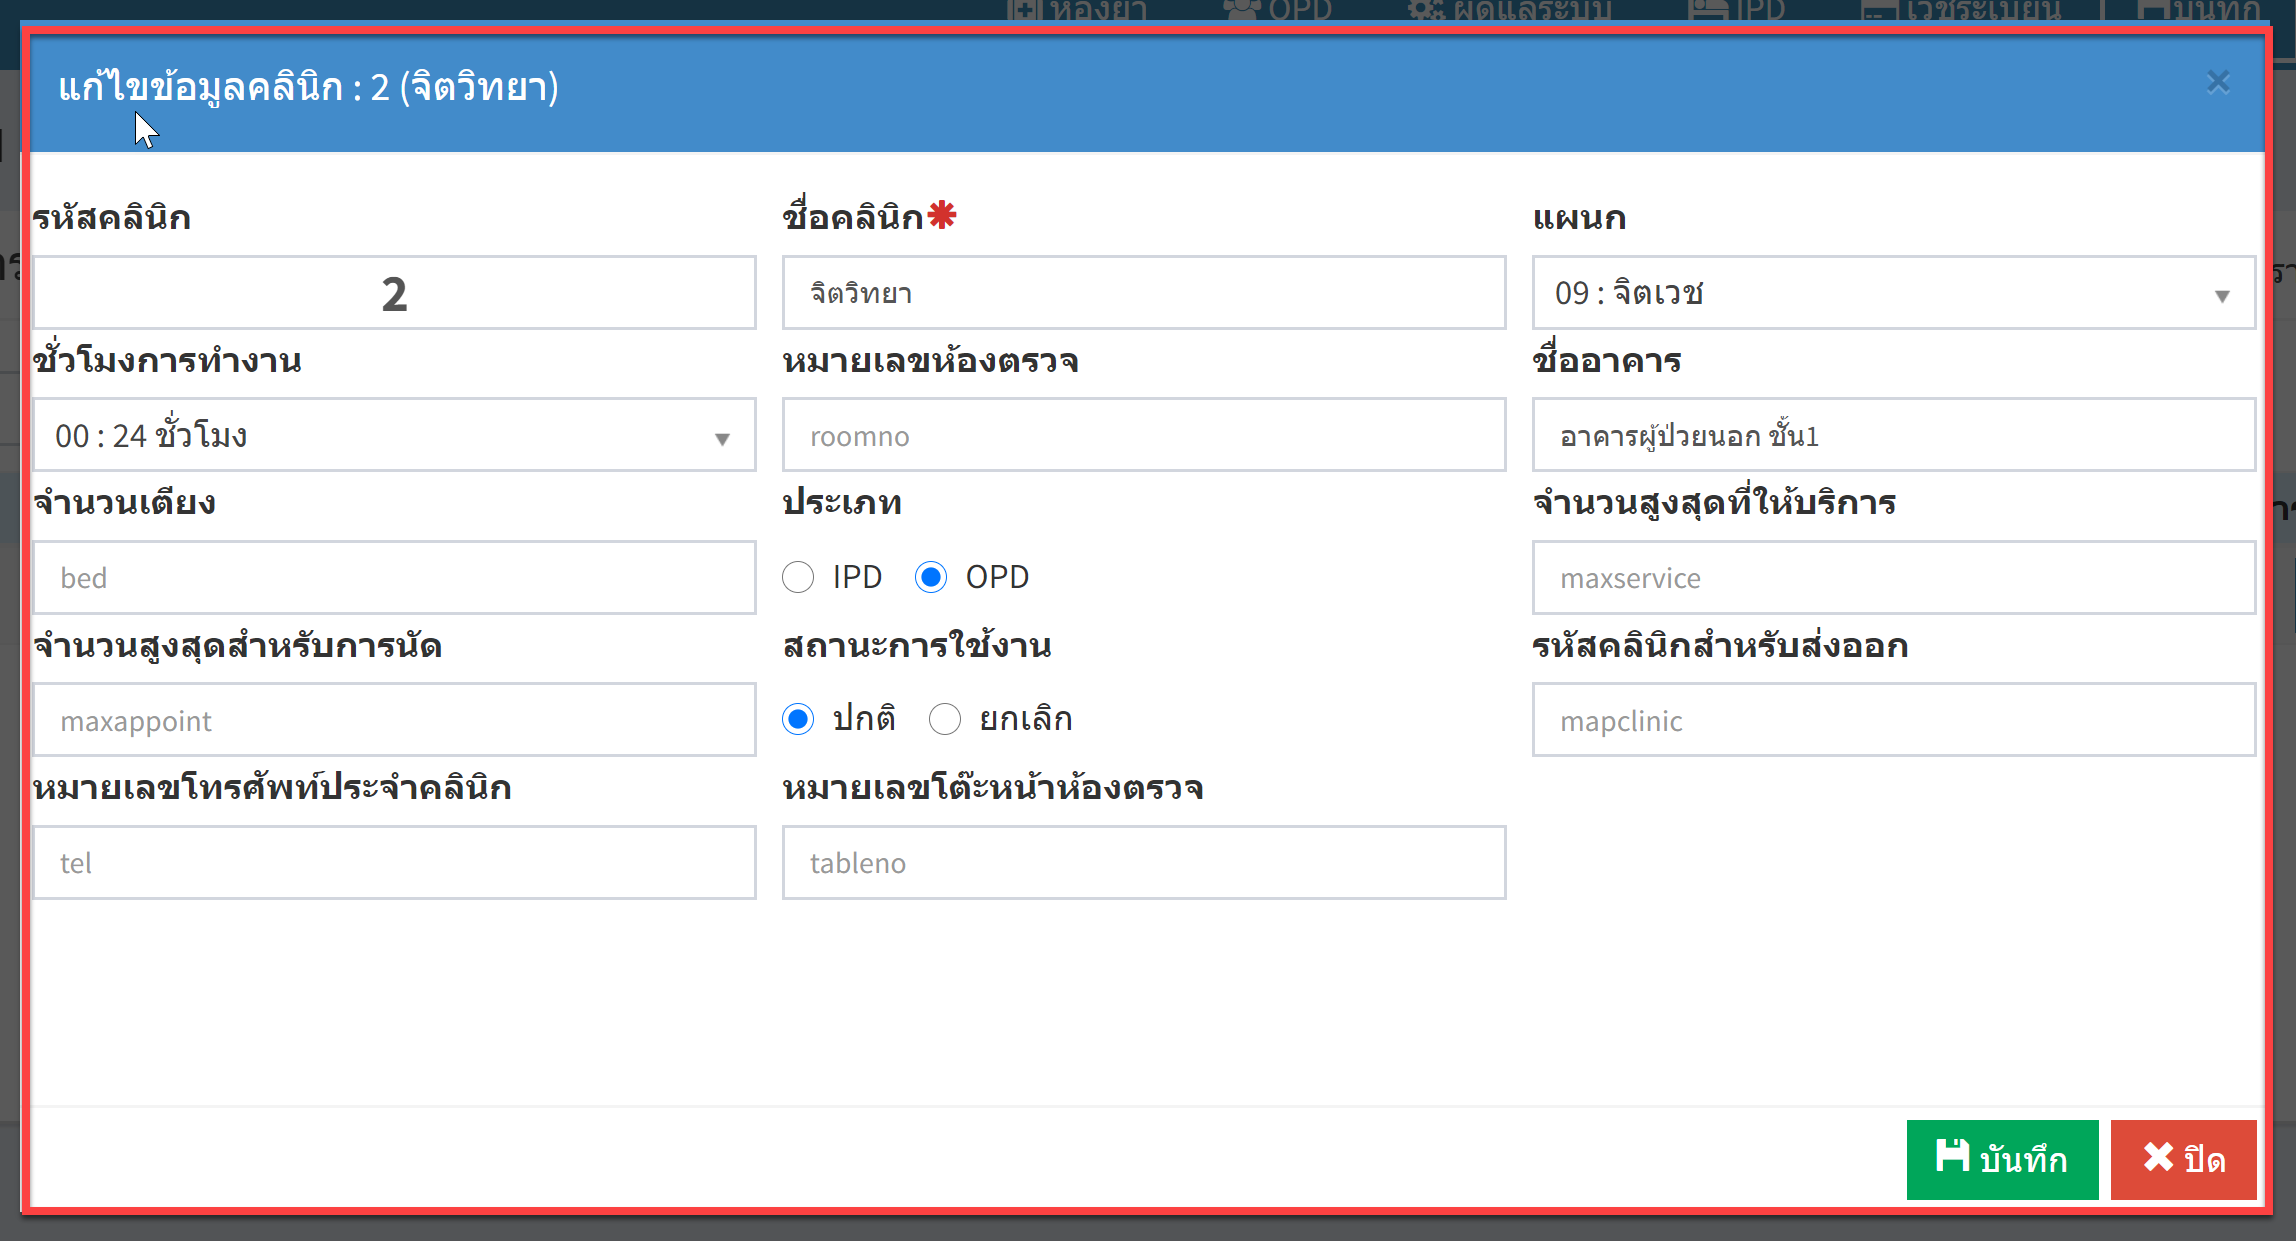 ห้องยา OPD ผู้ดูแลระบบ IPD เวชระเบียน บันทึก
แก้ไขข้อมูลคลินิก : 2 (จิตวิทยา)
รหัสคลินิก ชื่อคลินิก* แผนก
2 จิตวิทยา 09 : จิตเวช
ชั่วโมงการทำงาน หมายเลขห้องตรวจ ชื่ออาคาร
00 : 24 ชั่วโมง roomno อาคารผู้ป่วยนอก ชั้น1
จำนวนเตียง ประเภท จำนวนสูงสุดที่ให้บริการ
bed IPD OPD maxservice
จำนวนสูงสุดสำหรับการนัด สถานะการใช้งาน รหัสคลินิกสำหรับส่งออก
maxappoint ปกติ ยกเลิก mapclinic
หมายเลขโทรศัพท์ประจำคลินิก หมายเลขโต๊ะหน้าห้องตรวจ
tel tableno
บันทึก ปิด